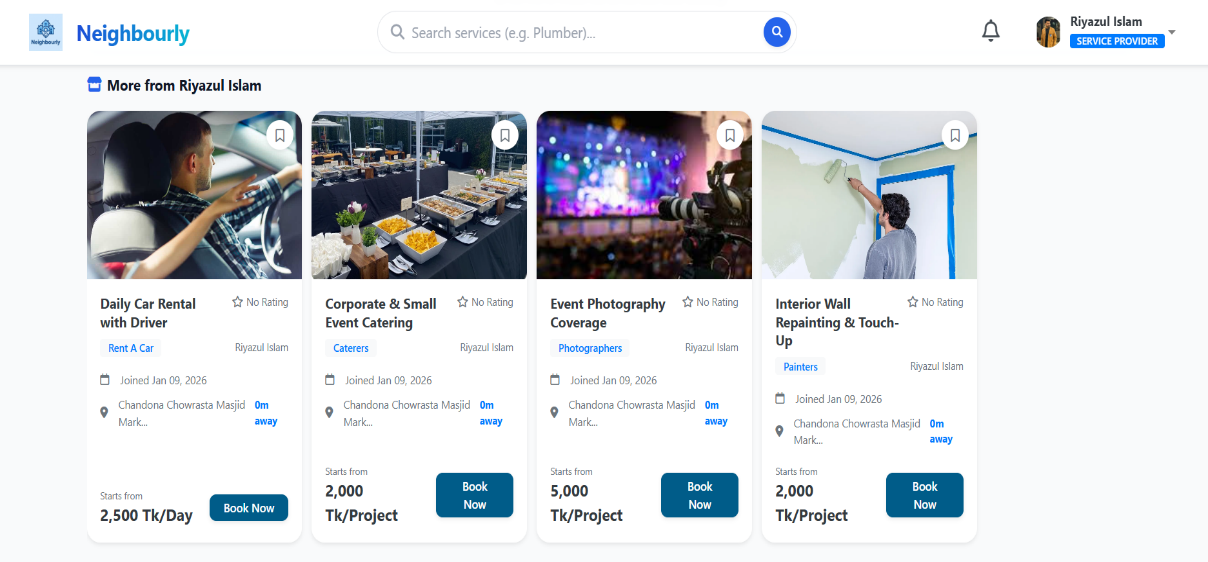 Neighbourly
Neighbourly
Search services (e.g. Plumber)...
Riyazul Islam
SERVICE PROVIDER
More from Riyazul Islam
Daily Car Rental
with Driver
No Rating
Rent A Car
Riyazul Islam
Joined Jan 09, 2026
Chandona Chowrasta Masjid
Mark...
0m
away
Starts from
2,500 Tk/Day
Book Now
Corporate & Small
Event Catering
No Rating
Caterers
Riyazul Islam
Joined Jan 09, 2026
Chandona Chowrasta Masjid
Mark...
0m
away
Starts from
2,000
Tk/Project
Book
Now
Event Photography
Coverage
No Rating
Photographers
Riyazul Islam
Joined Jan 09, 2026
Chandona Chowrasta Masjid
Mark...
0m
away
Starts from
5,000
Tk/Project
Book
Now
Interior Wall
Repainting & Touch-
Up
No Rating
Painters
Riyazul Islam
Joined Jan 09, 2026
Chandona Chowrasta Masjid
Mark...
0m
away
Starts from
2,000
Tk/Project
Book
Now